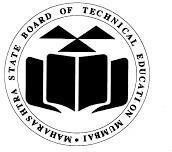 MAHARASHTRA STATE BOARD OF TECHNICAL EDUCATION MUMBAI